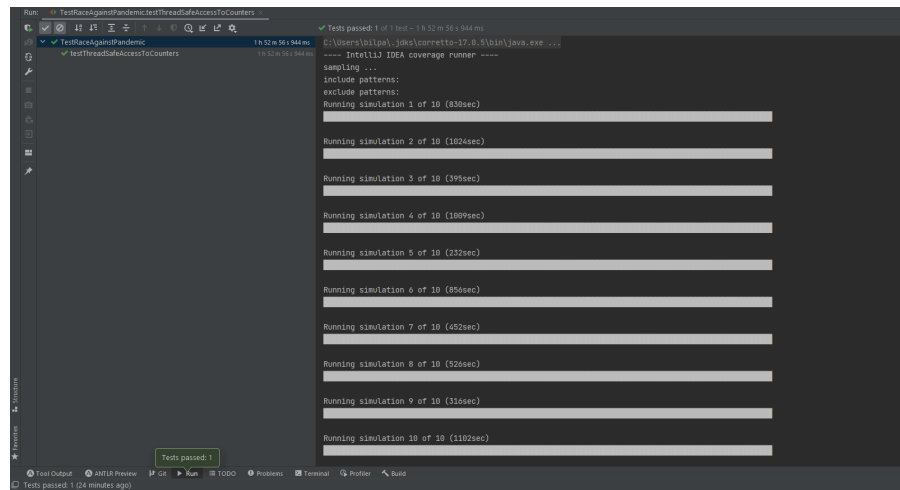 Run: TestRaceAgainstPandemic.testThreadSafeAccessToCounters ×
Tests passed: 1 of 1 test – 1 h 52 m 56 s 944 ms
TestRaceAgainstPandemic 1 h 52 m 56 s 944 ms
testThreadSafeAccessToCounters 1 h 52 m 56 s 944 ms
C:\Users\bilpa\.jdks\corretto-17.0.5\bin\java.exe ...
---- IntelliJ IDEA coverage runner ----
sampling ...
include patterns:
exclude patterns:
Running simulation 1 of 10 (830sec)
Running simulation 2 of 10 (1024sec)
Running simulation 3 of 10 (395sec)
Running simulation 4 of 10 (1009sec)
Running simulation 5 of 10 (232sec)
Running simulation 6 of 10 (856sec)
Running simulation 7 of 10 (452sec)
Running simulation 8 of 10 (526sec)
Running simulation 9 of 10 (316sec)
Running simulation 10 of 10 (1102sec)
Structure
Favorites
Tests passed: 1
Tool Output ANTLR Preview Git Run TODO Problems Terminal Profiler Build
Tests passed: 1 (24 minutes ago)